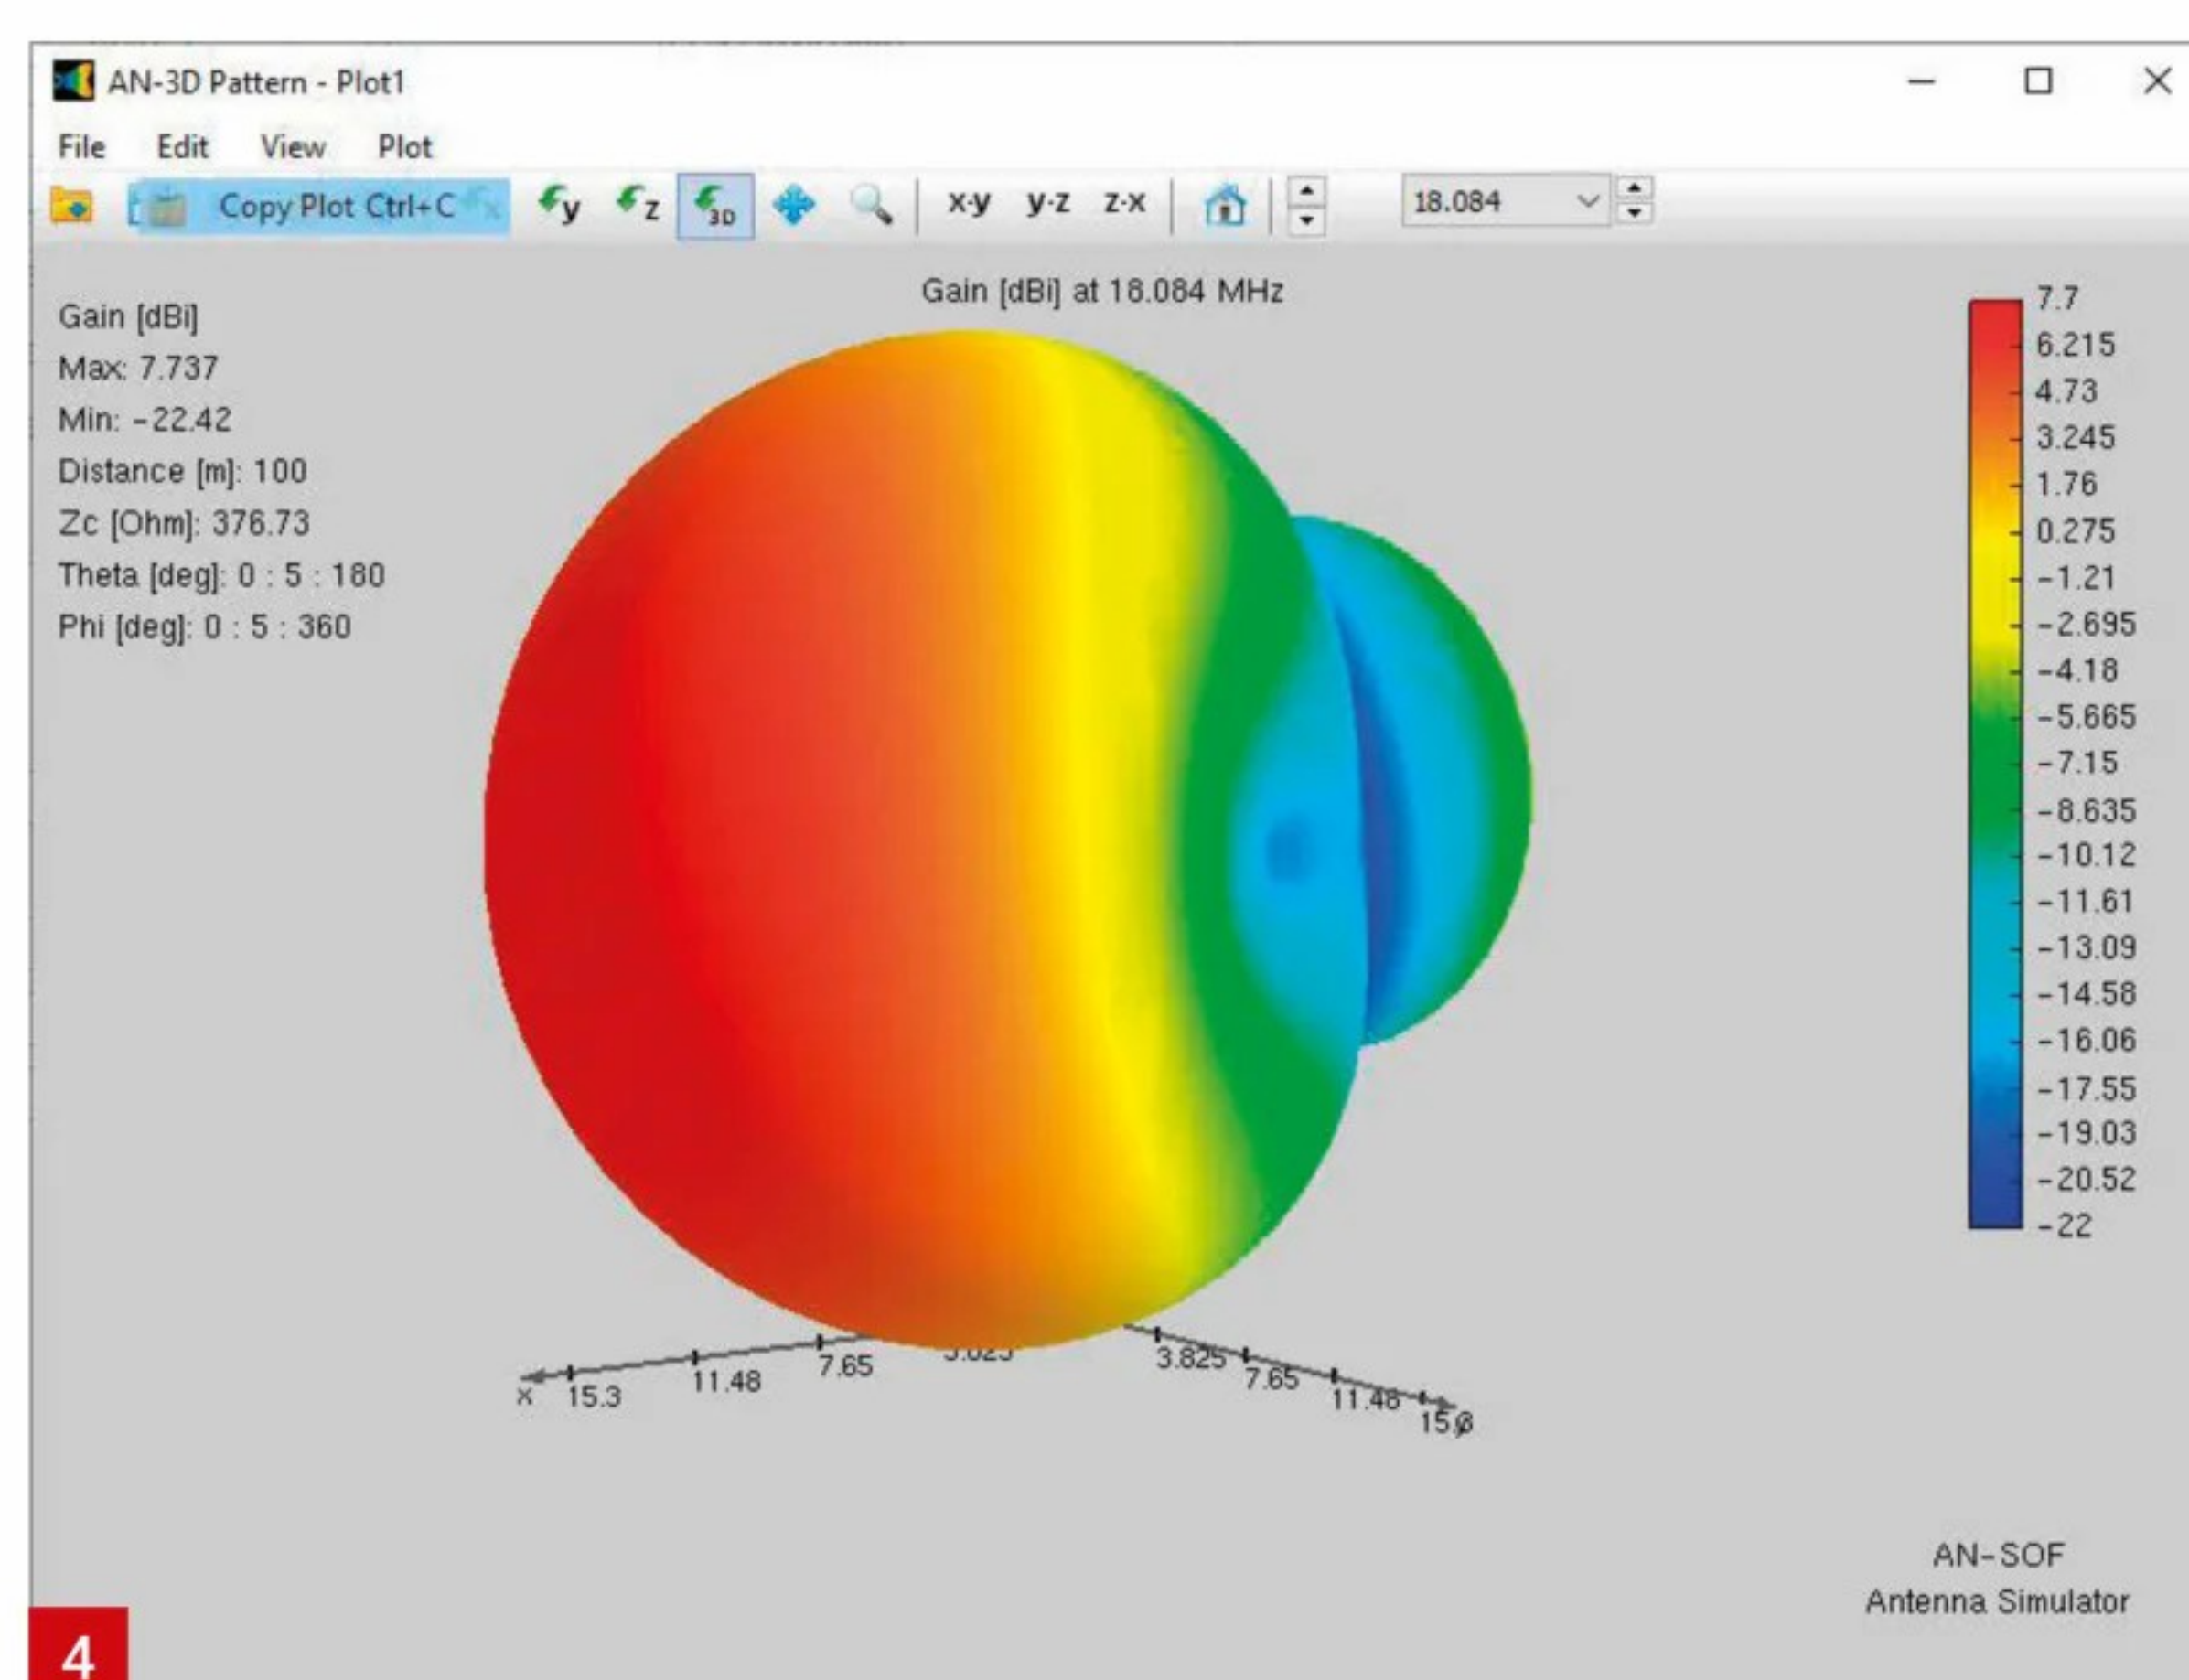 AN-3D Pattern - Plot1
File Edit View Plot
Copy Plot Ctrl+C x y z 3D x-y y-z z-x 18.084
Gain [dBi] at 18.084 MHz
Gain [dBi]
Max: 7.737
Min: -22.42
Distance [m]: 100
Zc [Ohm]: 376.73
Theta [deg]: 0 : 5 : 180
Phi [deg]: 0 : 5 : 360
7.7
6.215
4.73
3.245
1.76
0.275
-1.21
-2.695
-4.18
-5.665
-7.15
-8.635
-10.12
-11.61
-13.09
-14.58
-16.06
-17.55
-19.03
-20.52
-22
x 15.3 11.48 7.65 3.825 7.65 11.48
AN-SOF
Antenna Simulator
4